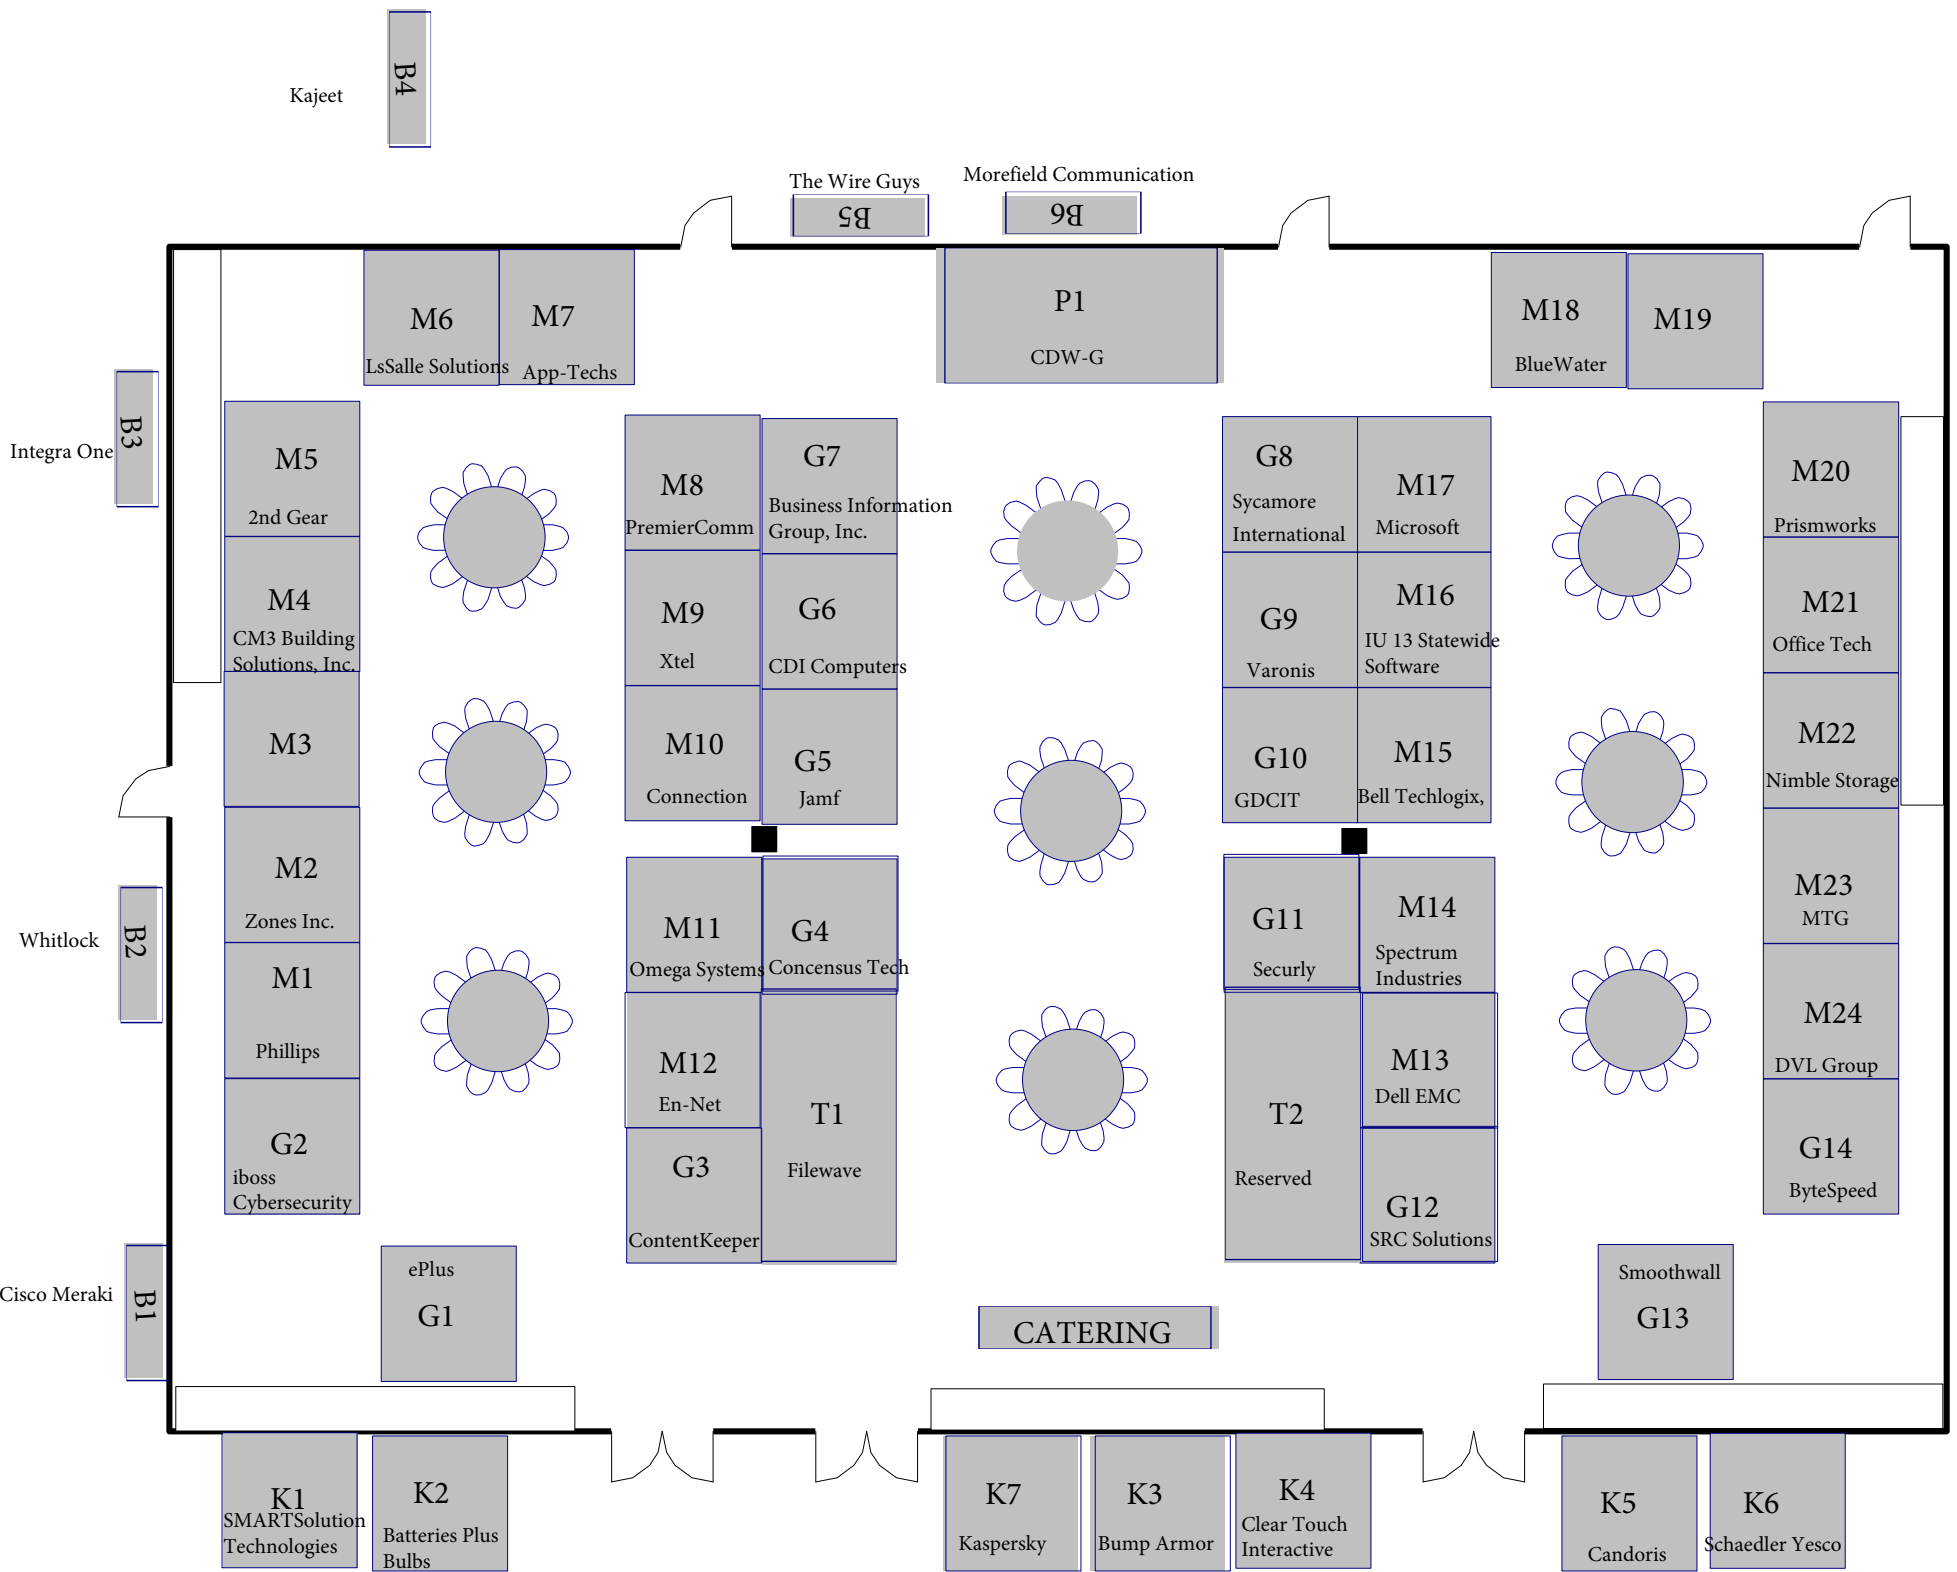 B4
Kajeet
The Wire Guys
Morefield Communication
B5
B6
M6
LsSalle Solutions
M7
App-Techs
P1
CDW-G
M18
BlueWater
M19
B3
Integra One
M5
2nd Gear
M8
PremierComm
G7
Business Information
Group, Inc.
G8
Sycamore
International
M17
Microsoft
M20
Prismworks
M4
CM3 Building
Solutions, Inc.
M9
Xtel
G6
CDI Computers
G9
Varonis
M16
IU 13 Statewide
Software
M21
Office Tech
M3
M10
Connection
G5
Jamf
G10
GDCIT
M15
Bell Techlogix,
M22
Nimble Storage
M2
Zones Inc.
B2
Whitlock
M11
Omega Systems
G4
Concensus Tech
G11
Securly
M14
Spectrum
Industries
M23
MTG
M1
Phillips
M12
En-Net
T1
Filewave
T2
Reserved
M13
Dell EMC
M24
DVL Group
G2
iboss
Cybersecurity
G3
ContentKeeper
G12
SRC Solutions
G14
ByteSpeed
B1
Cisco Meraki
ePlus
G1
CATERING
Smoothwall
G13
K1
SMARTSolution
Technologies
K2
Batteries Plus
Bulbs
K7
Kaspersky
K3
Bump Armor
K4
Clear Touch
Interactive
K5
Candoris
K6
Schaedler Yesco